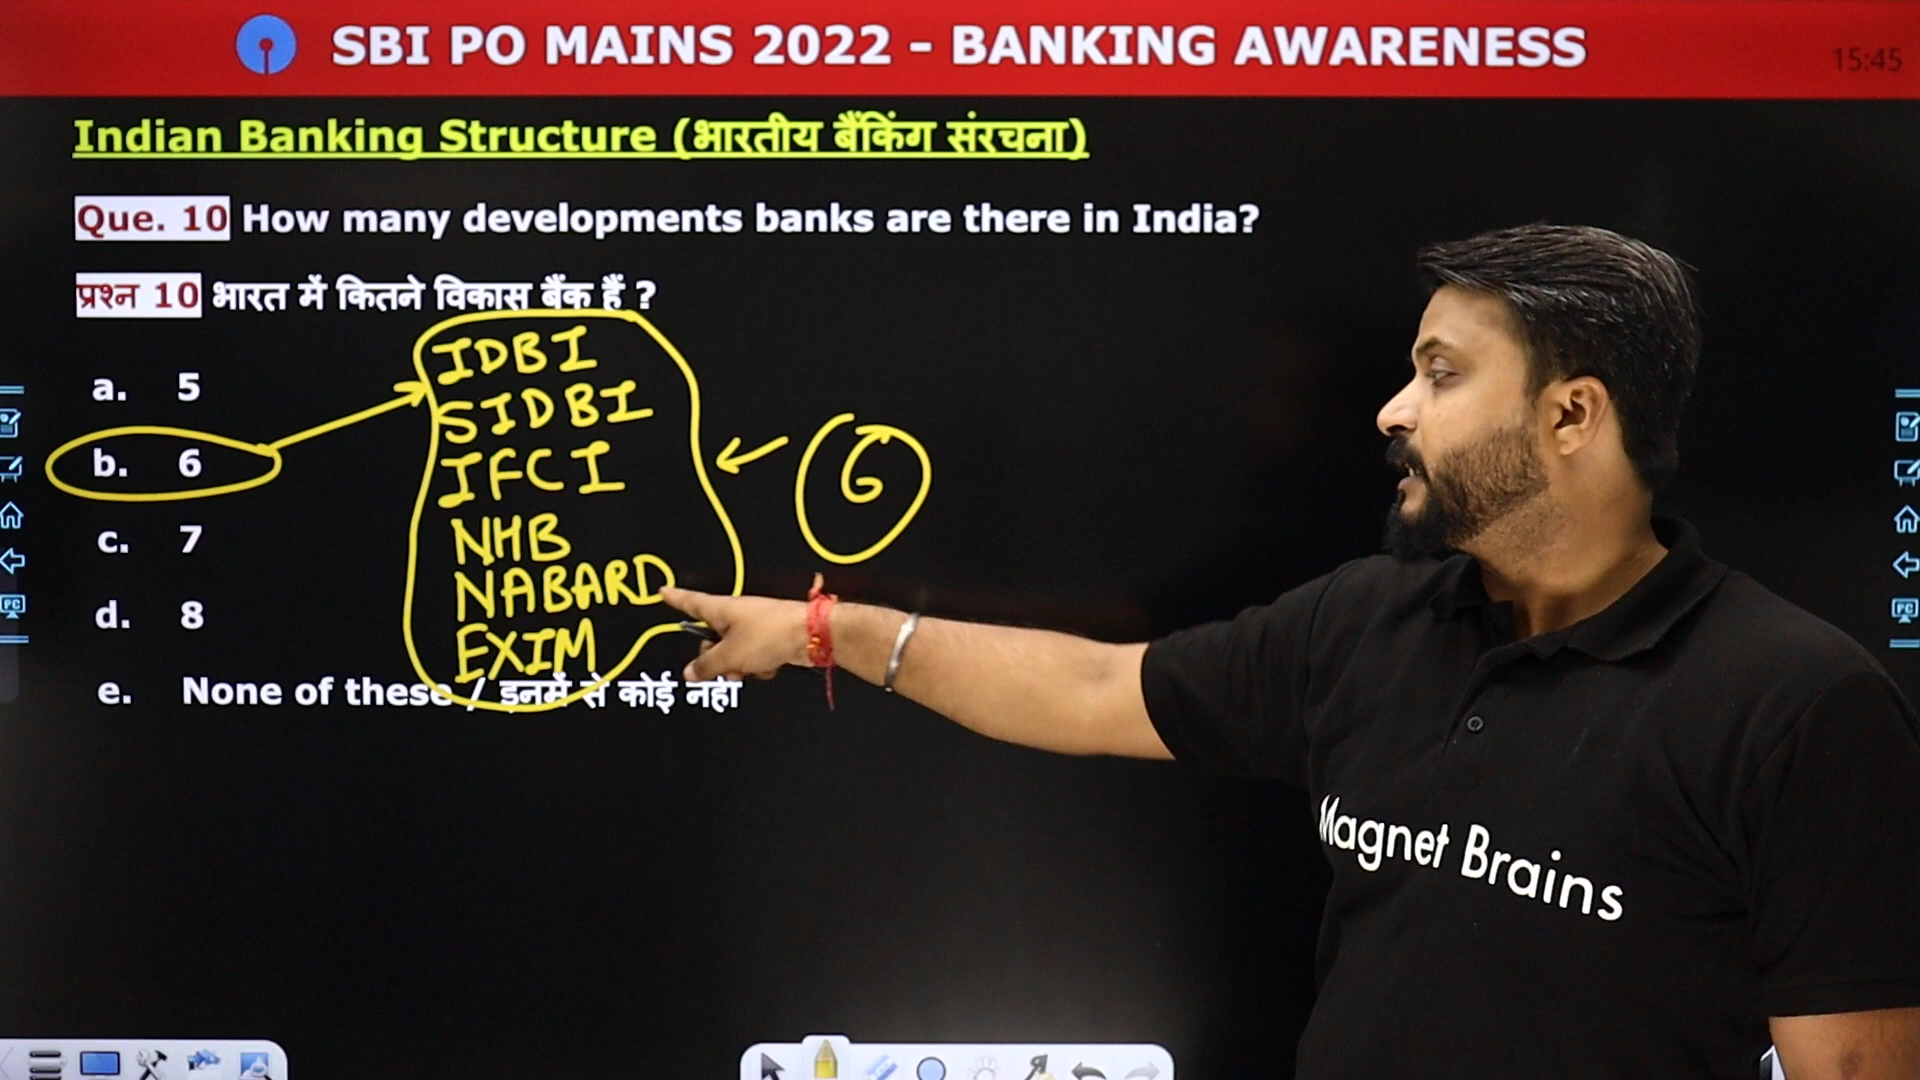 SBI PO MAINS 2022 - BANKING AWARENESS
15:45
Indian Banking Structure (भारतीय बैंकिंग संरचना)
Que. 10 How many developments banks are there in India?
प्रश्न 10 भारत में कितने विकास बैंक हैं ?
a. 5
b. 6
c. 7
d. 8
e. None of these / इनमें से कोई नहीं
IDBI
SIDBI
IFCI
NHB
NABARD
EXIM
6
Magnet Brains
PC
PC